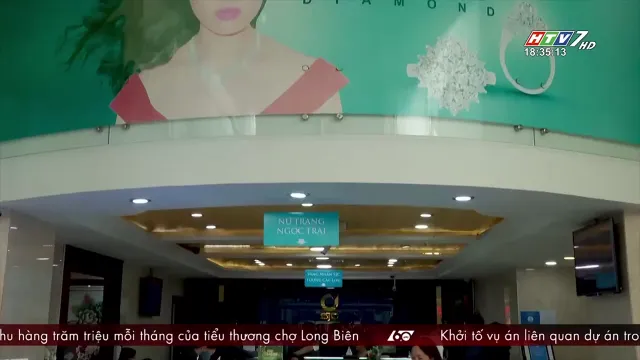 DIAMOND
HTV7 HD
18:35:13
NỮ TRANG
NGỌC TRAI
thu hàng trăm triệu mỗi tháng của tiểu thương chợ Long Biên
Khởi tố vụ án liên quan dự án tro